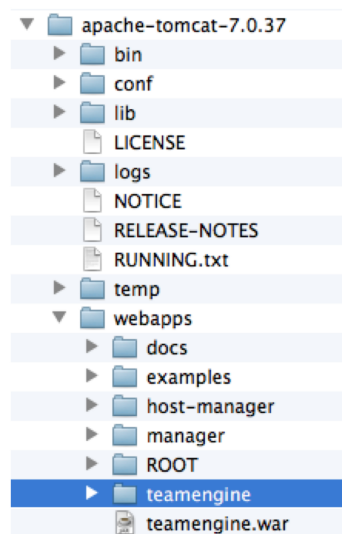 apache-tomcat-7.0.37
bin
conf
lib
LICENSE
logs
NOTICE
RELEASE-NOTES
RUNNING.txt
temp
webapps
docs
examples
host-manager
manager
ROOT
teamengine
teamengine.war